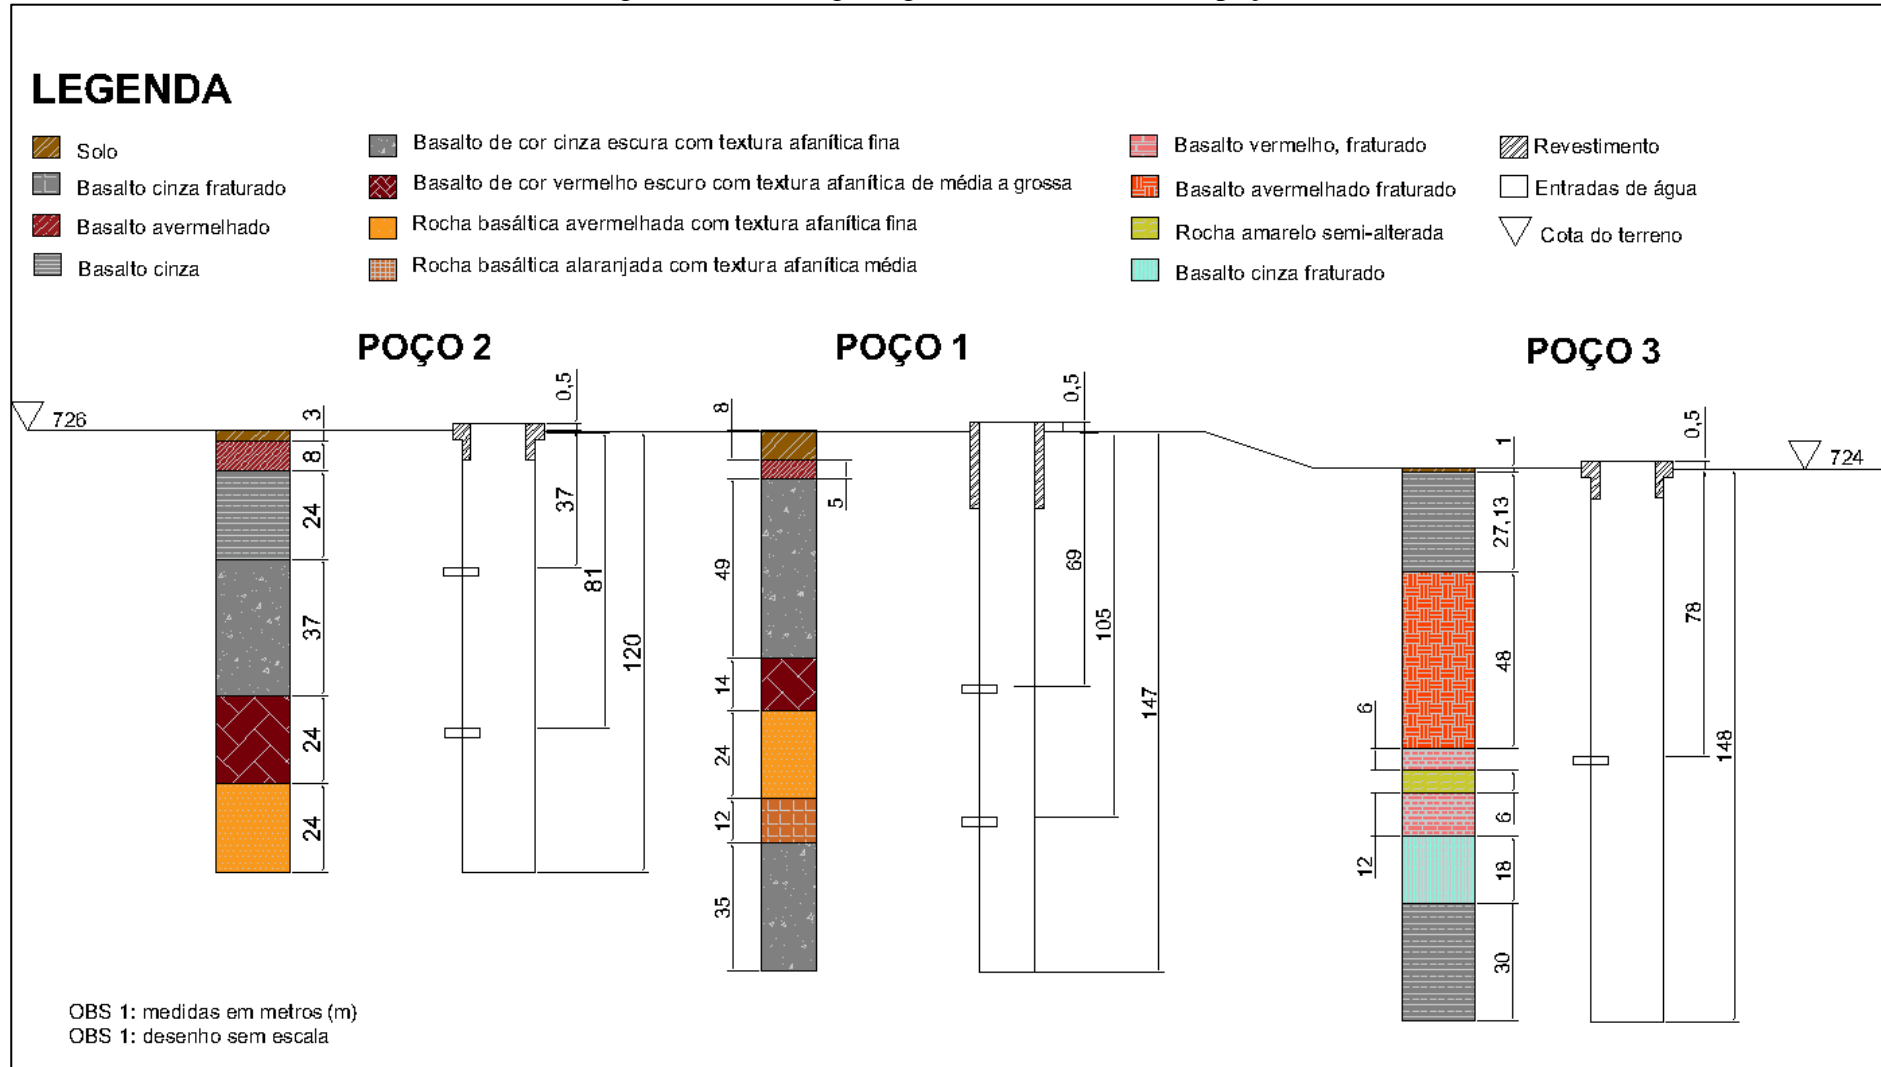 LEGENDA
Solo
Basalto cinza fraturado
Basalto avermelhado
Basalto cinza
Basalto de cor cinza escura com textura afanítica fina
Basalto de cor vermelho escuro com textura afanítica de média a grossa
Rocha basáltica avermelhada com textura afanítica fina
Rocha basáltica alaranjada com textura afanítica média
Basalto vermelho, fraturado
Basalto avermelhado fraturado
Rocha amarelo semi-alterada
Basalto cinza fraturado
Revestimento
Entradas de água
Cota do terreno
POÇO 2
726
3
8
24
37
24
24
0,5
37
81
120
POÇO 1
8
5
49
14
24
12
35
0,5
69
105
147
POÇO 3
724
1
27,13
48
6
6
12
18
30
0,5
78
148
OBS 1: medidas em metros (m)
OBS 1: desenho sem escala